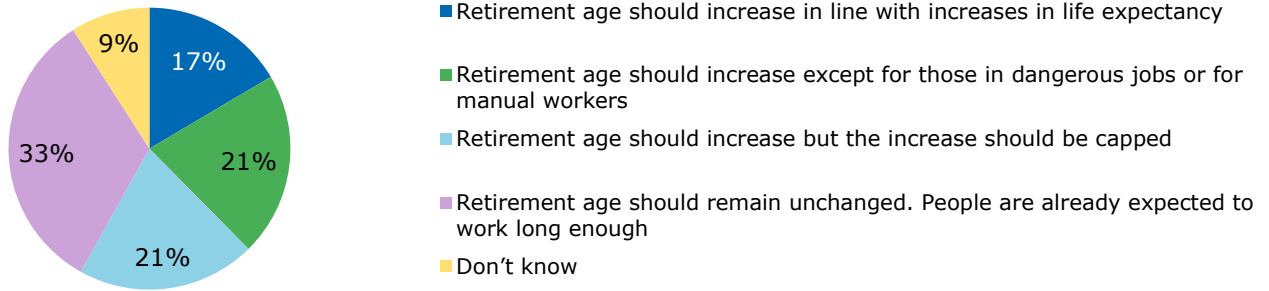 9%
17%
33%
21%
21%
Retirement age should increase in line with increases in life expectancy
Retirement age should increase except for those in dangerous jobs or for
manual workers
Retirement age should increase but the increase should be capped
Retirement age should remain unchanged. People are already expected to
work long enough
Don’t know